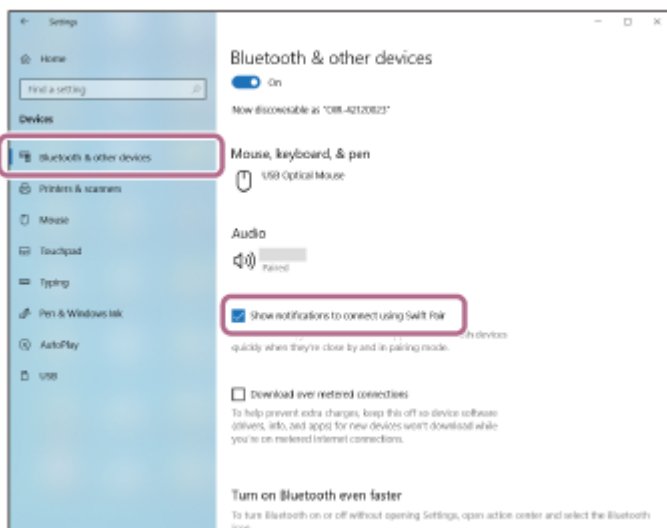 Settings
Home
Find a setting
Devices
Bluetooth & other devices
Printers & scanners
Mouse
Touchpad
Typing
Pen & Windows Ink
AutoPlay
USB
Bluetooth & other devices
On
Now discoverable as
Mouse, keyboard, & pen
USB Optical Mouse
Audio
Paired
Show notifications to connect using Swift Pair
devices
quickly when they're close by and in pairing mode.
Download over metered connections
To help prevent extra charges, keep this off so device software
(drivers, info, and apps) for new devices won't download while
you're on metered Internet connections.
Turn on Bluetooth even faster
To turn Bluetooth on or off without opening Settings, open action center and select the Bluetooth